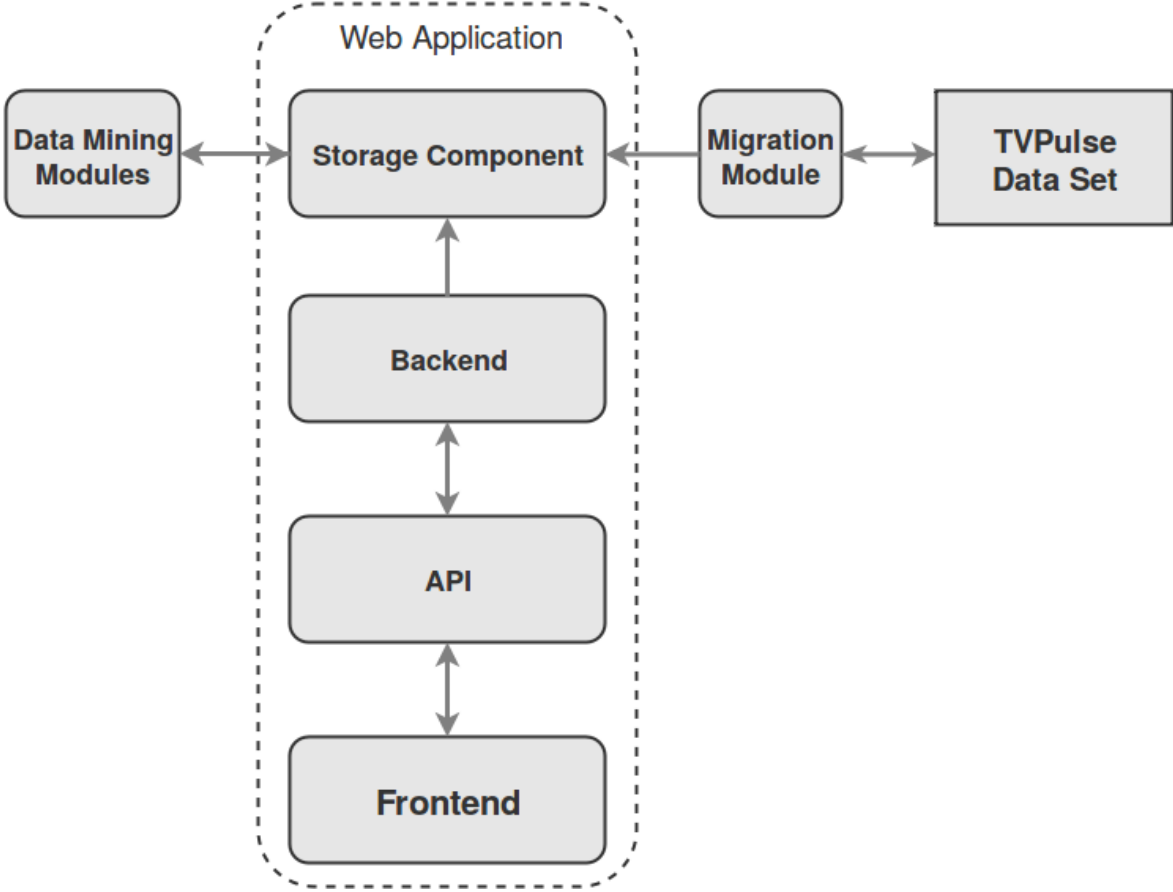 Web Application
Data Mining
Modules
Storage Component
Migration
Module
TVPulse
Data Set
Backend
API
Frontend